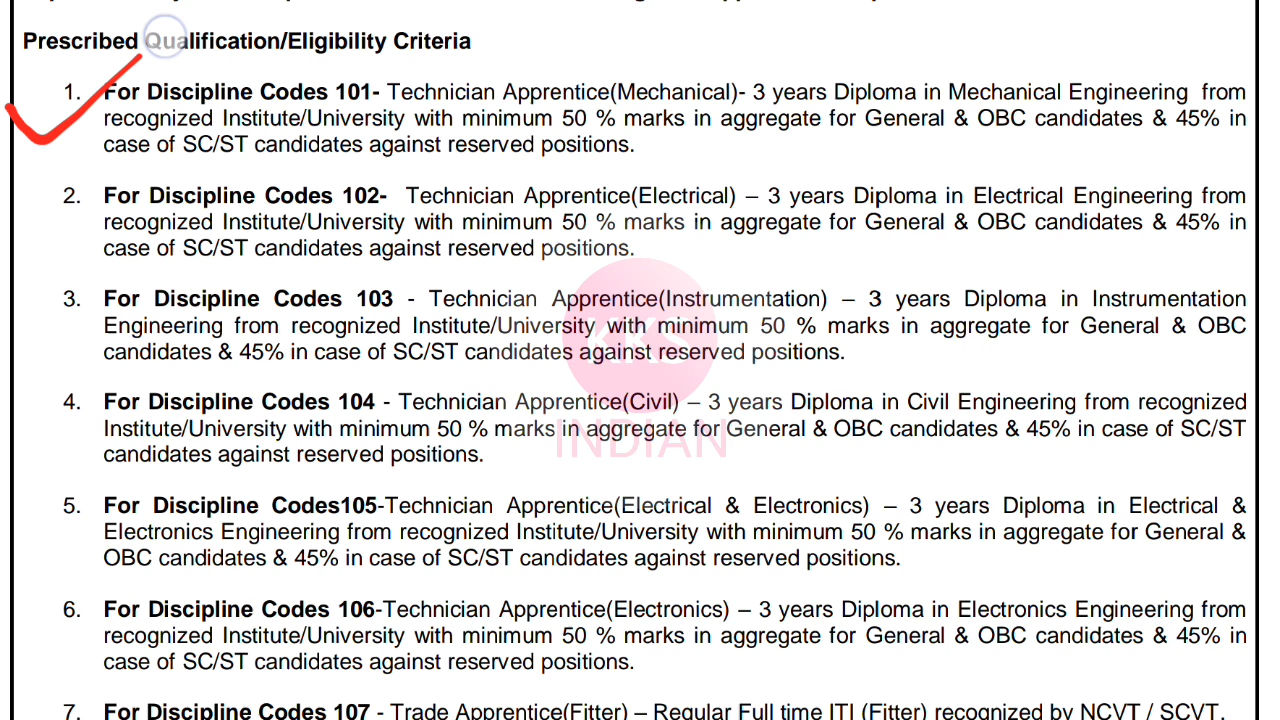 Prescribed Qualification/Eligibility Criteria
1. For Discipline Codes 101- Technician Apprentice(Mechanical)- 3 years Diploma in Mechanical Engineering from
recognized Institute/University with minimum 50 % marks in aggregate for General & OBC candidates & 45% in
case of SC/ST candidates against reserved positions.
2. For Discipline Codes 102- Technician Apprentice(Electrical) – 3 years Diploma in Electrical Engineering from
recognized Institute/University with minimum 50 % marks in aggregate for General & OBC candidates & 45% in
case of SC/ST candidates against reserved positions.
3. For Discipline Codes 103 - Technician Apprentice(Instrumentation) – 3 years Diploma in Instrumentation
Engineering from recognized Institute/University with minimum 50 % marks in aggregate for General & OBC
candidates & 45% in case of SC/ST candidates against reserved positions.
KKS
4. For Discipline Codes 104 - Technician Apprentice(Civil) – 3 years Diploma in Civil Engineering from recognized
Institute/University with minimum 50 % marks in aggregate for General & OBC candidates & 45% in case of SC/ST
candidates against reserved positions.
INDIAN
5. For Discipline Codes105-Technician Apprentice(Electrical & Electronics) – 3 years Diploma in Electrical &
Electronics Engineering from recognized Institute/University with minimum 50 % marks in aggregate for General &
OBC candidates & 45% in case of SC/ST candidates against reserved positions.
6. For Discipline Codes 106-Technician Apprentice(Electronics) – 3 years Diploma in Electronics Engineering from
recognized Institute/University with minimum 50 % marks in aggregate for General & OBC candidates & 45% in
case of SC/ST candidates against reserved positions.
7. For Discipline Codes 107 - Trade Apprentice(Fitter) – Regular Full time ITI (Fitter) recognized by NCVT / SCVT.